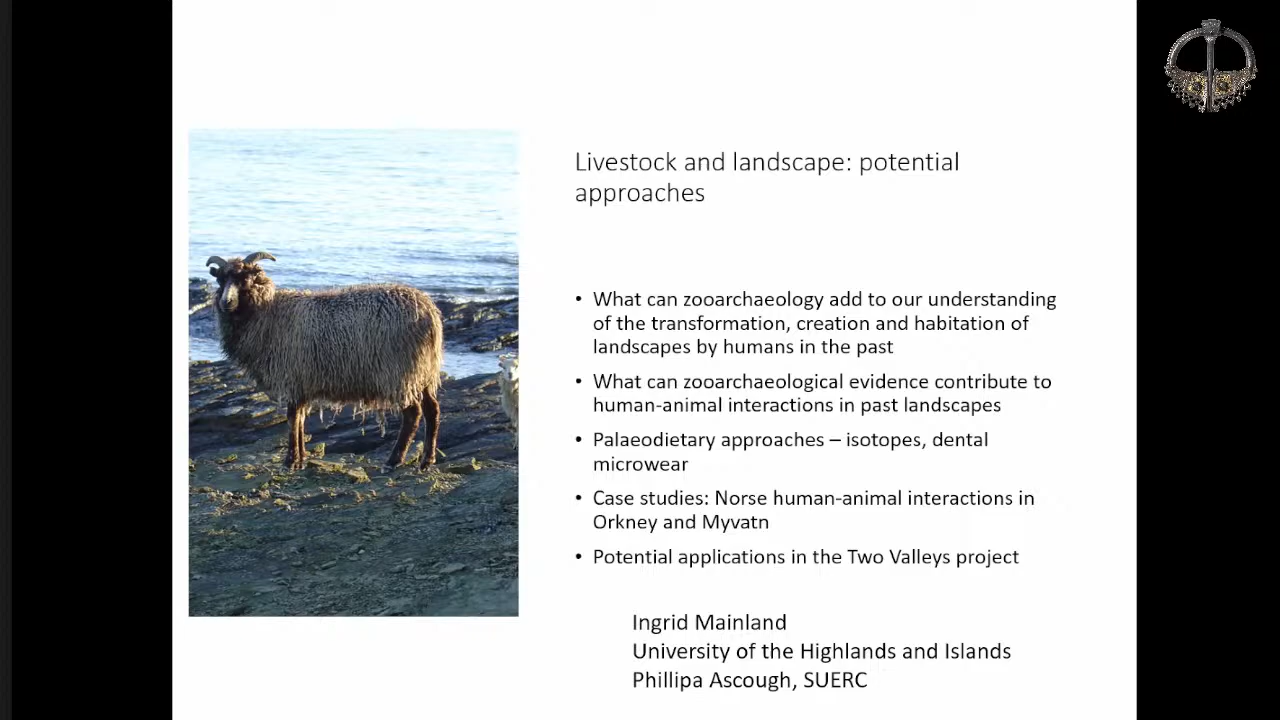 Livestock and landscape: potential
approaches
• What can zooarchaeology add to our understanding
of the transformation, creation and habitation of
landscapes by humans in the past
• What can zooarchaeological evidence contribute to
human-animal interactions in past landscapes
• Palaeodietary approaches – isotopes, dental
microwear
• Case studies: Norse human-animal interactions in
Orkney and Myvatn
• Potential applications in the Two Valleys project
Ingrid Mainland
University of the Highlands and Islands
Phillipa Ascough, SUERC